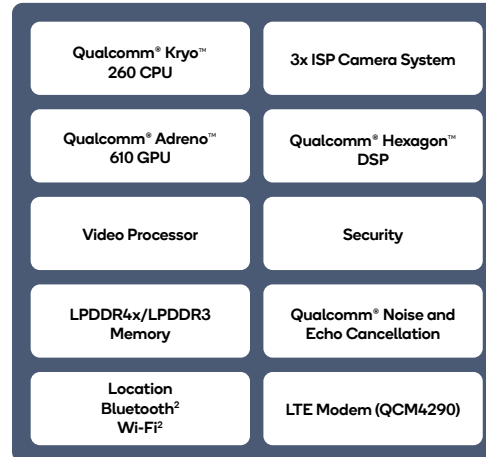 Qualcomm® Kryo™
260 CPU
3x ISP Camera System
Qualcomm® Adreno™
610 GPU
Qualcomm® Hexagon™
DSP
Video Processor
Security
LPDDR4x/LPDDR3
Memory
Qualcomm® Noise and
Echo Cancellation
Location
Bluetooth²
Wi-Fi²
LTE Modem (QCM4290)